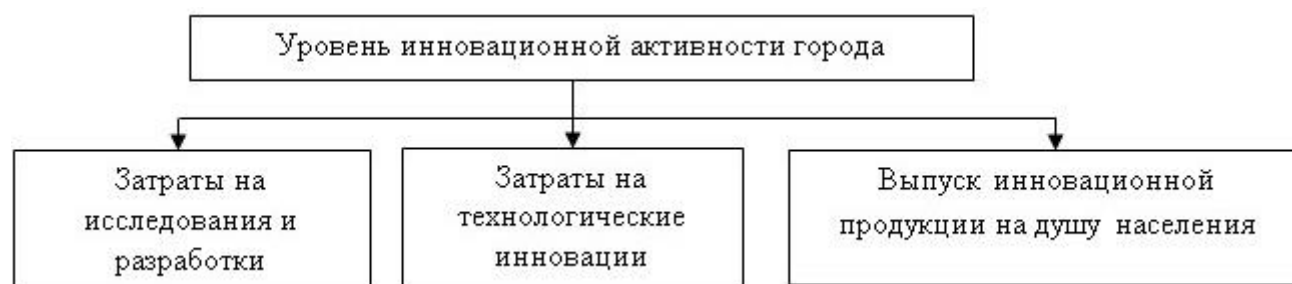 Уровень инновационной активности города
Затраты на
исследования и
разработки
Затраты на
технологические
инновации
Выпуск инновационной
продукции на душу населения